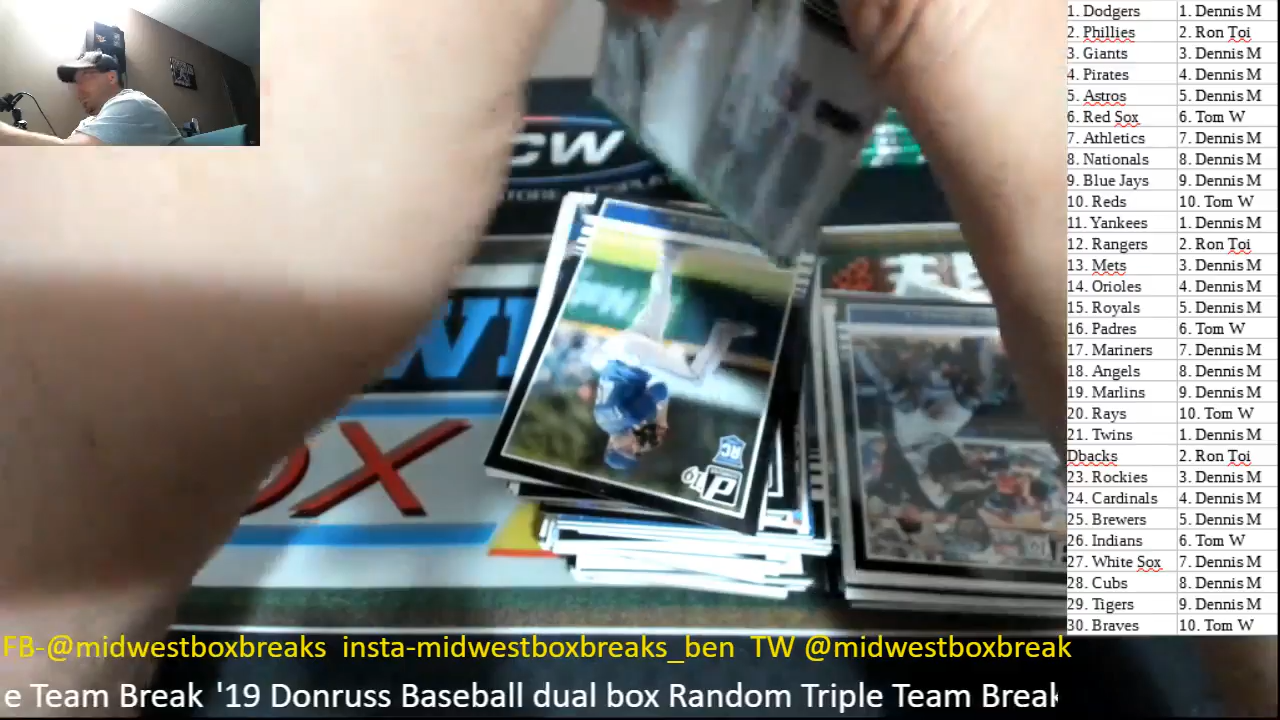 1. Dodgers 1. Dennis M
2. Phillies 2. Ron Toi
3. Giants 3. Dennis M
4. Pirates 4. Dennis M
5. Astros 5. Dennis M
6. Red Sox 6. Tom W
7. Athletics 7. Dennis M
8. Nationals 8. Dennis M
9. Blue Jays 9. Dennis M
10. Reds 10. Tom W
11. Yankees 1. Dennis M
12. Rangers 2. Ron Toi
13. Mets 3. Dennis M
14. Orioles 4. Dennis M
15. Royals 5. Dennis M
16. Padres 6. Tom W
17. Mariners 7. Dennis M
18. Angels 8. Dennis M
19. Marlins 9. Dennis M
20. Rays 10. Tom W
21. Twins 1. Dennis M
Dbacks 2. Ron Toi
23. Rockies 3. Dennis M
24. Cardinals 4. Dennis M
25. Brewers 5. Dennis M
26. Indians 6. Tom W
27. White Sox 7. Dennis M
28. Cubs 8. Dennis M
29. Tigers 9. Dennis M
30. Braves 10. Tom W
CW
RC
OX
FB-@midwestboxbreaks insta-midwestboxbreaks_ben TW @midwestboxbreak
e Team Break '19 Donruss Baseball dual box Random Triple Team Break